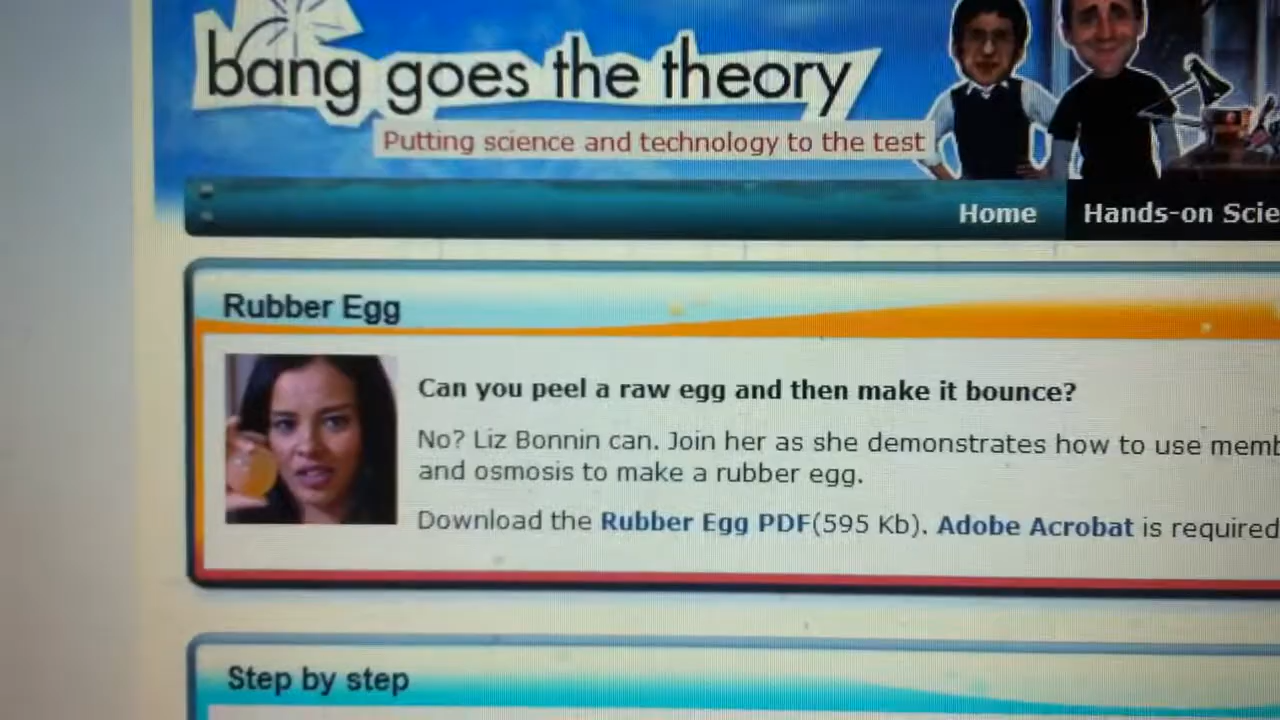 bang goes the theory
Putting science and technology to the test
Home Hands-on
Rubber Egg
Can you peel a raw egg and then make it bounce?
No? Liz Bonnin can. Join her as she demonstrates how to use
and osmosis to make a rubber egg.
Download the Rubber Egg PDF(595 Kb). Adobe Acrobat is required
Step by step